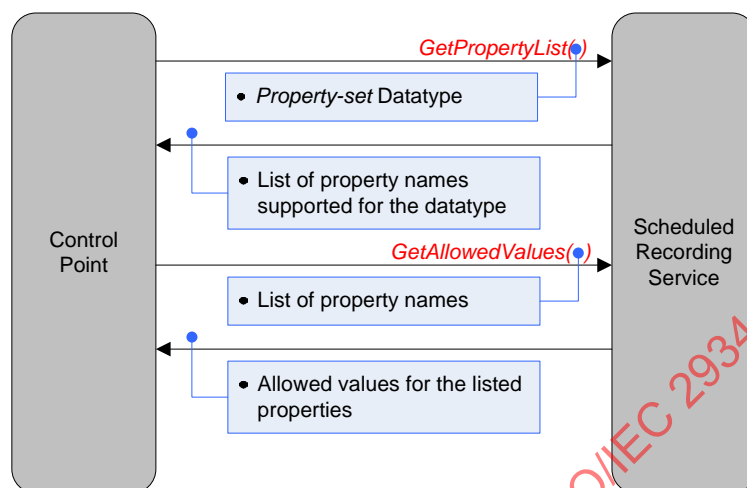 GetPropertyList( )
• Property-set Datatype
• List of property names
supported for the datatype
Control
Point
Scheduled
Recording
Service
GetAllowedValues( )
• List of property names
• Allowed values for the listed
properties
O/IEC 2934